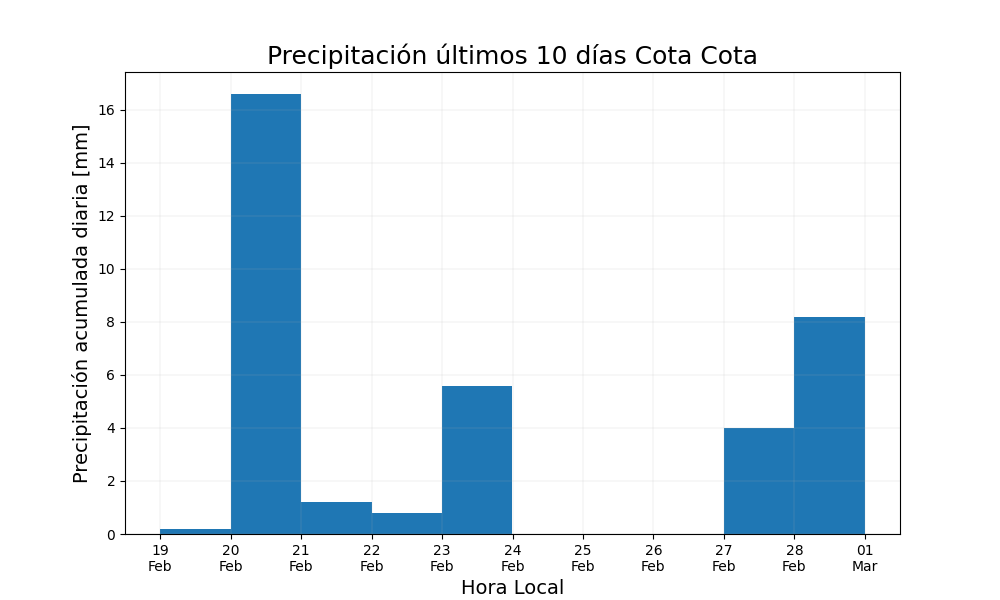 Precipitación últimos 10 días Cota Cota
Precipitación acumulada diaria [mm]
16
14
12
10
8
6
4
2
0
19 20 21 22 23 24 25 26 27 28 01
Feb Feb Feb Feb Feb Feb Feb Feb Feb Feb Mar
Hora Local